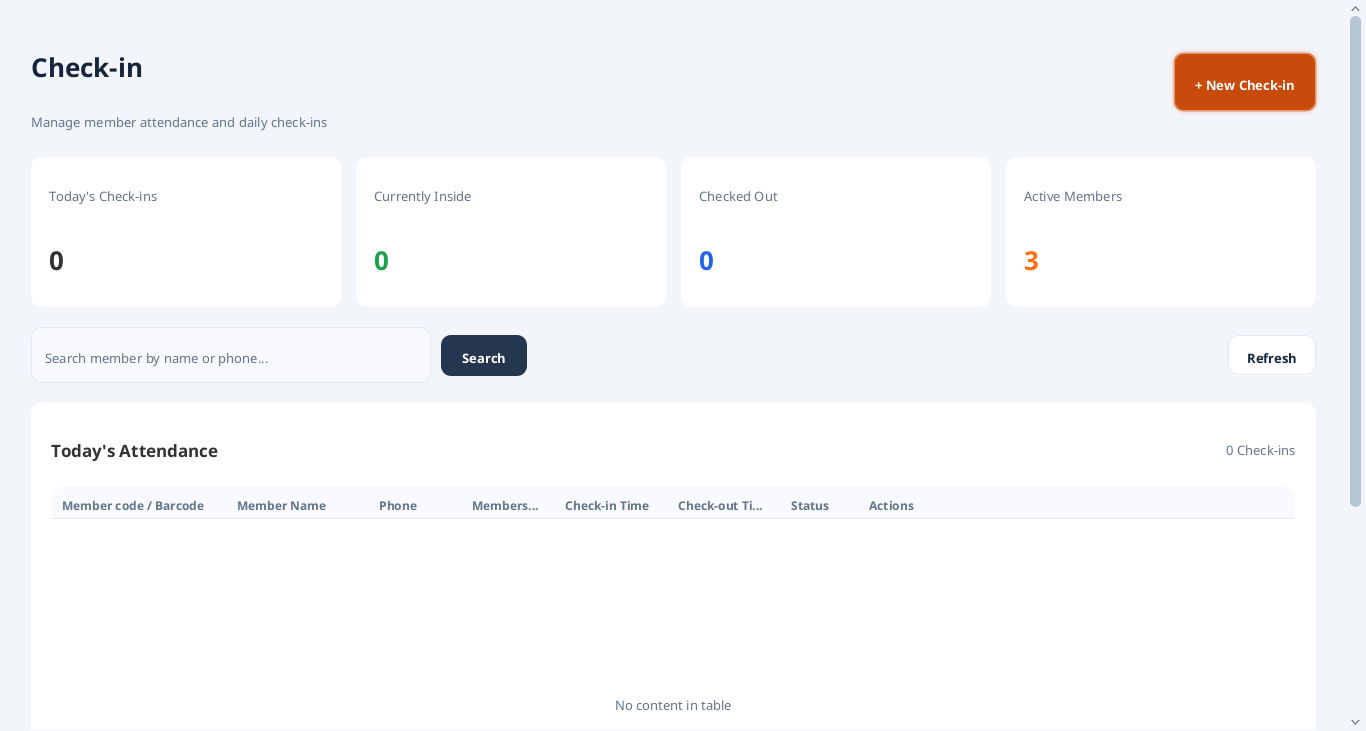 Check-in
+ New Check-in
Manage member attendance and daily check-ins
Today's Check-ins
Currently Inside
Checked Out
Active Members
0
0
0
3
Search member by name or phone...
Search
Refresh
Today's Attendance
0 Check-ins
Member code / Barcode Member Name Phone Members... Check-in Time Check-out Ti... Status Actions
No content in table